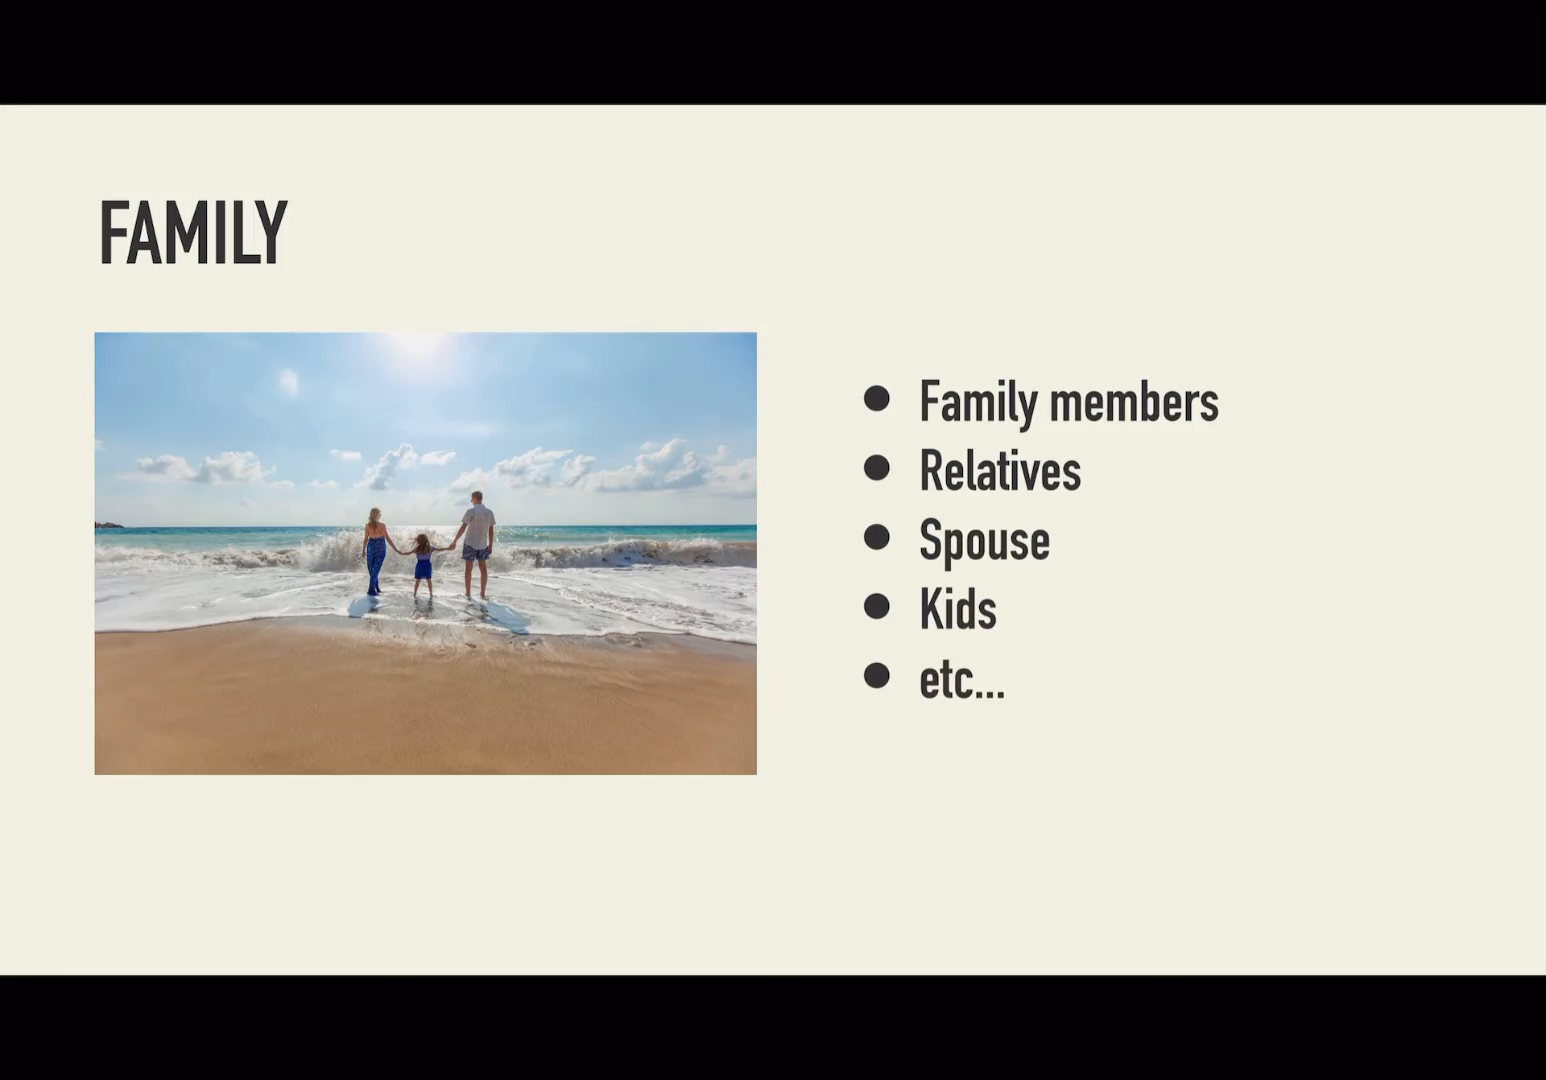 FAMILY
Family members
Relatives
Spouse
Kids
etc...